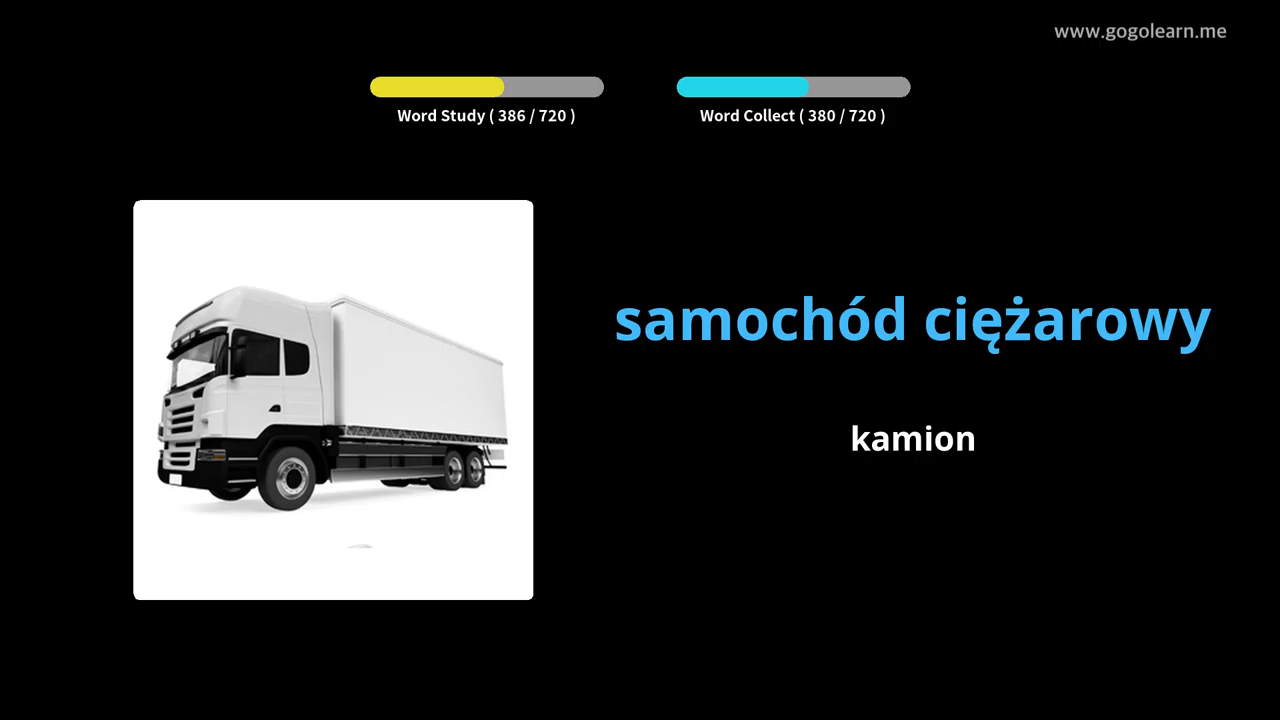 www.gogolearn.me
Word Study ( 386 / 720 )
Word Collect ( 380 / 720 )
samochód ciężarowy
kamion